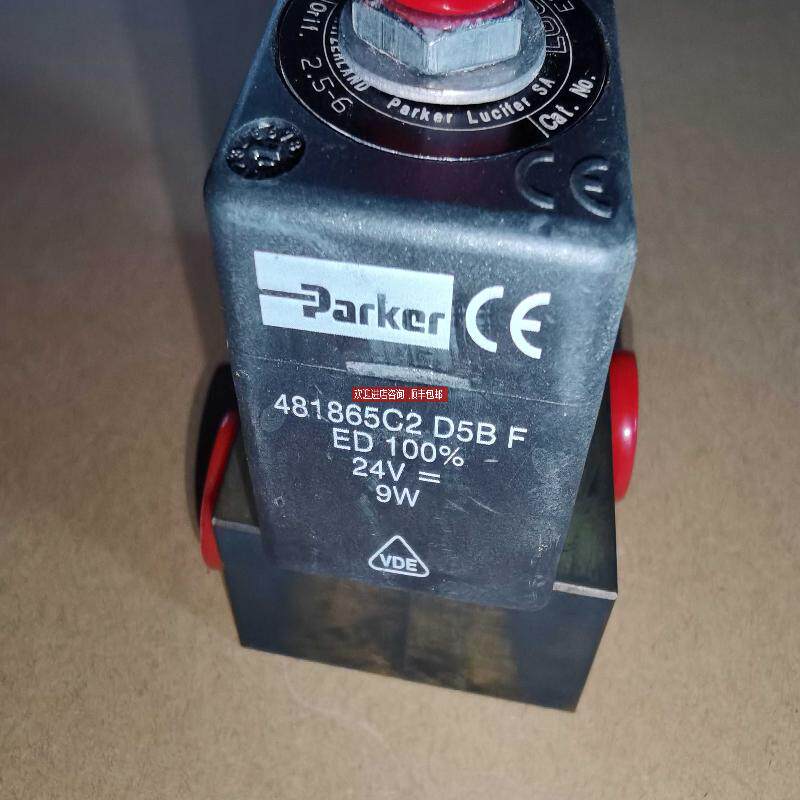 Orif. 2.5-6
Parker Lucifer SA
Cat. No.
CE
Parker CE
欢迎进店咨询 .顺丰包邮
481865C2 D5B F
ED 100%
24V ⎓
9W
VDE